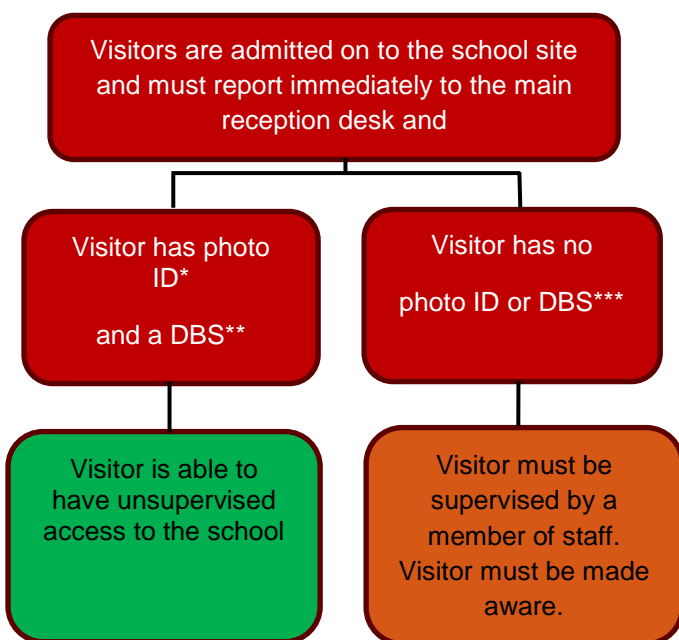 Visitors are admitted on to the school site
and must report immediately to the main
reception desk and
Visitor has photo
ID*
and a DBS**
Visitor has no
photo ID or DBS***
Visitor is able to
have unsupervised
access to the school
Visitor must be
supervised by a
member of staff.
Visitor must be made
aware.